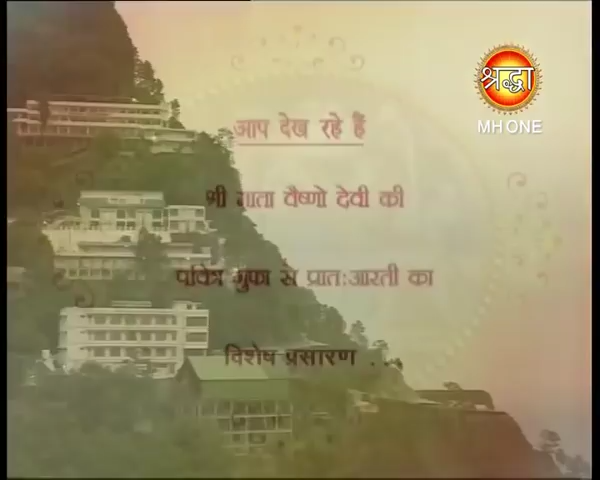 श्रद्धा
MH ONE
आप देख रहे हैं
श्री माता वैष्णो देवी की
पवित्र गुफा स प्रातःआरती का
विशेष प्रसारण ...